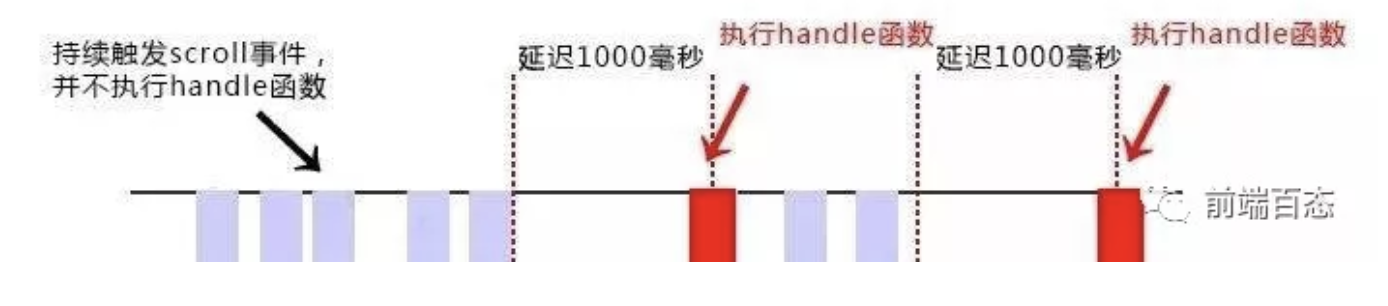 持续触发scroll事件，
并不执行handle函数
延迟1000毫秒
执行handle函数
延迟1000毫秒
执行handle函数
前端百态